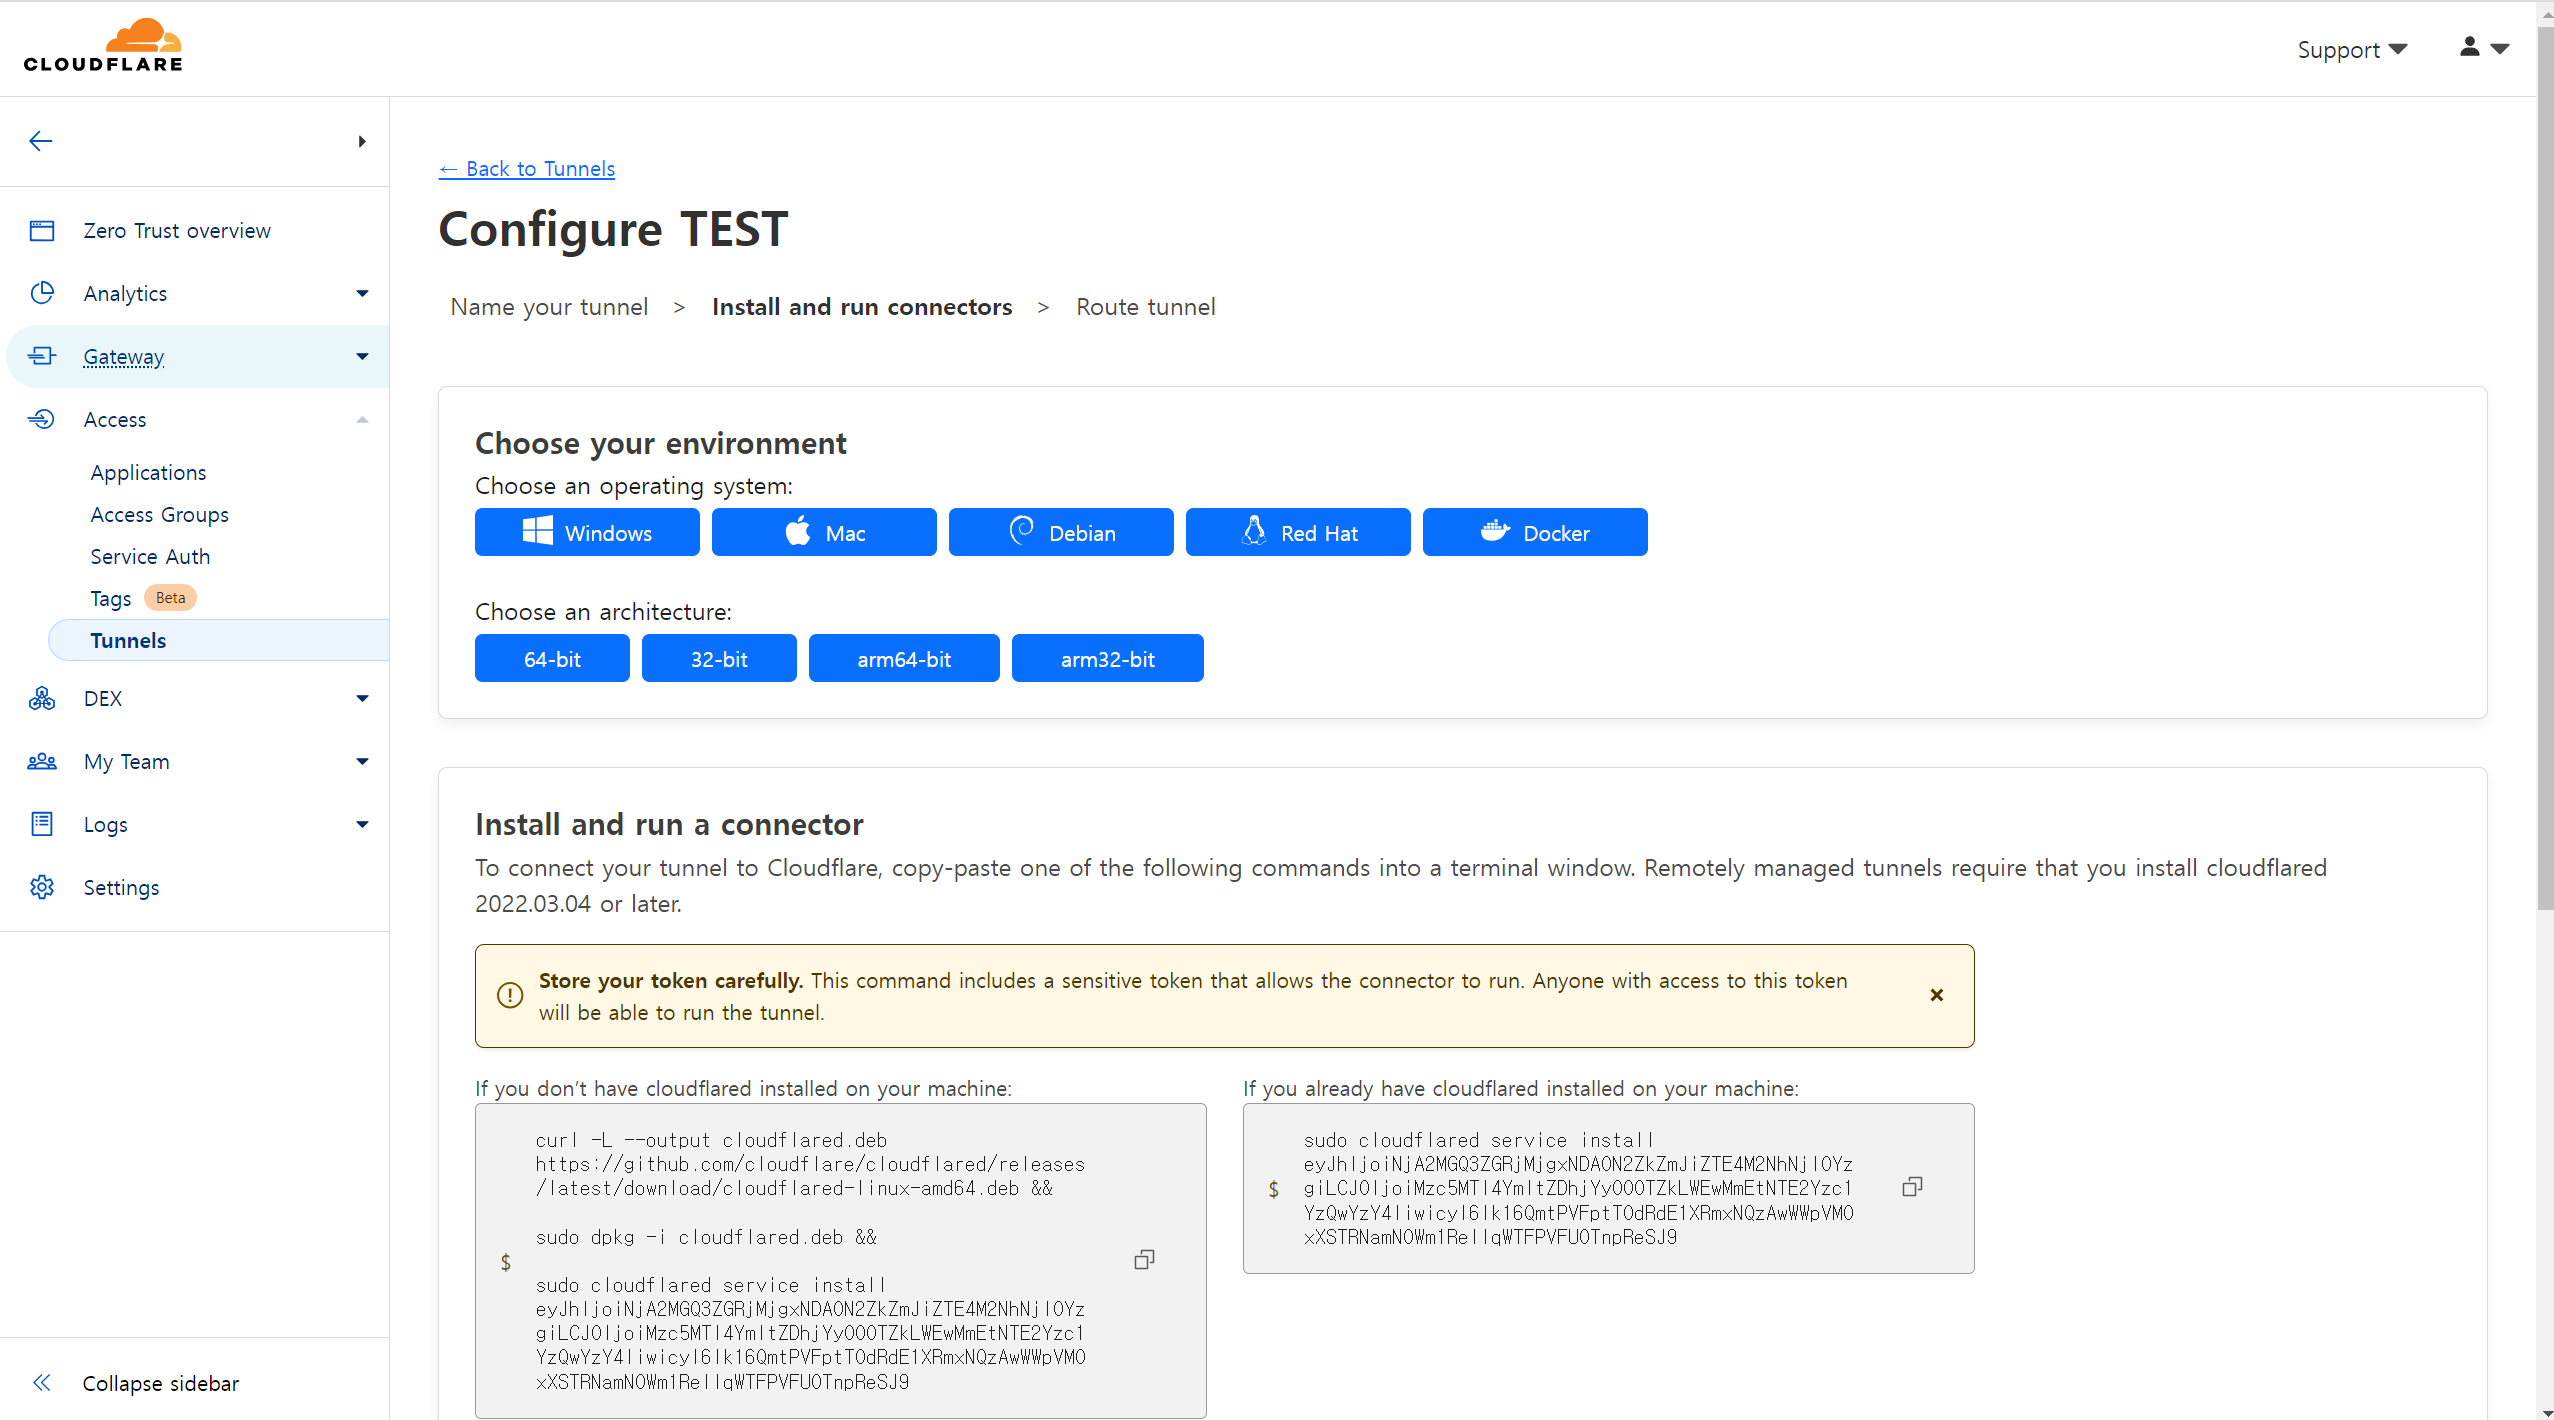 CLOUDFLARE
Support
← Back to Tunnels
Configure TEST
Name your tunnel > Install and run connectors > Route tunnel
Zero Trust overview
Analytics
Gateway
Access
Applications
Access Groups
Service Auth
Tags Beta
Tunnels
DEX
My Team
Logs
Settings
Collapse sidebar
Choose your environment
Choose an operating system:
Windows Mac Debian Red Hat Docker
Choose an architecture:
64-bit 32-bit arm64-bit arm32-bit
Install and run a connector
To connect your tunnel to Cloudflare, copy-paste one of the following commands into a terminal window. Remotely managed tunnels require that you install cloudflared
2022.03.04 or later.
Store your token carefully. This command includes a sensitive token that allows the connector to run. Anyone with access to this token
will be able to run the tunnel.
If you don't have cloudflared installed on your machine:
curl -L --output cloudflared.deb
https://github.com/cloudflare/cloudflared/releases
/latest/download/cloudflared-linux-amd64.deb &&
sudo dpkg -i cloudflared.deb &&
$
sudo cloudflared service install
If you already have cloudflared installed on your machine:
sudo cloudflared service install
$